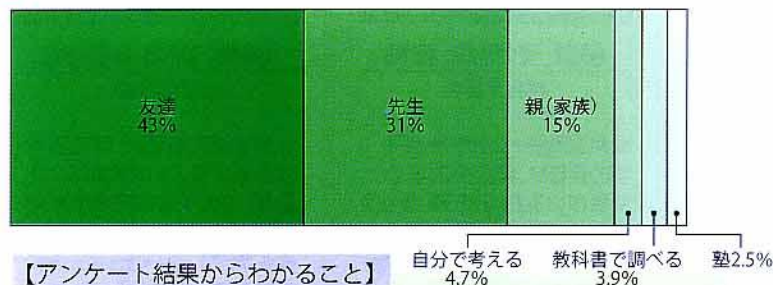 友達
43%
先生
31%
親(家族)
15%
自分で考える
4.7%
教科書で調べる
3.9%
塾2.5%
【アンケート結果からわかること】